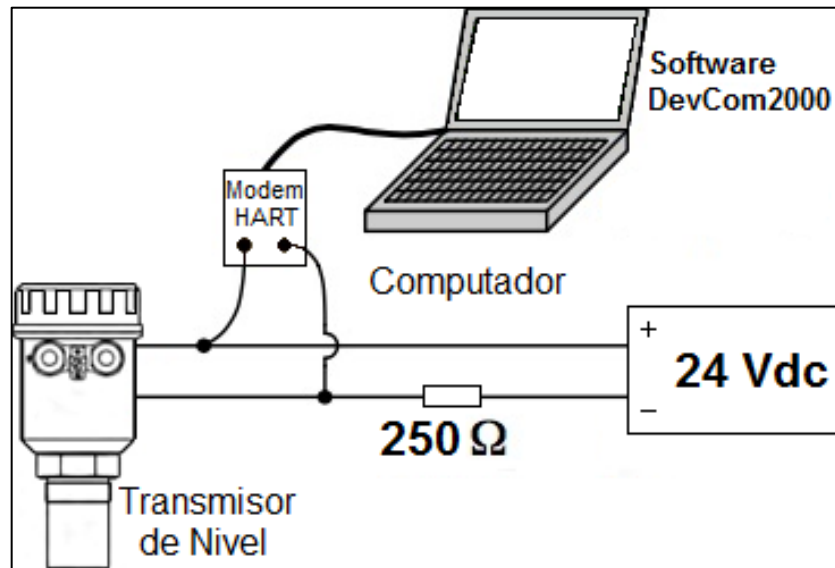 Software
DevCom2000
Modem
HART
Computador
+
24 Vdc
−
250 Ω
Transmisor
de Nivel